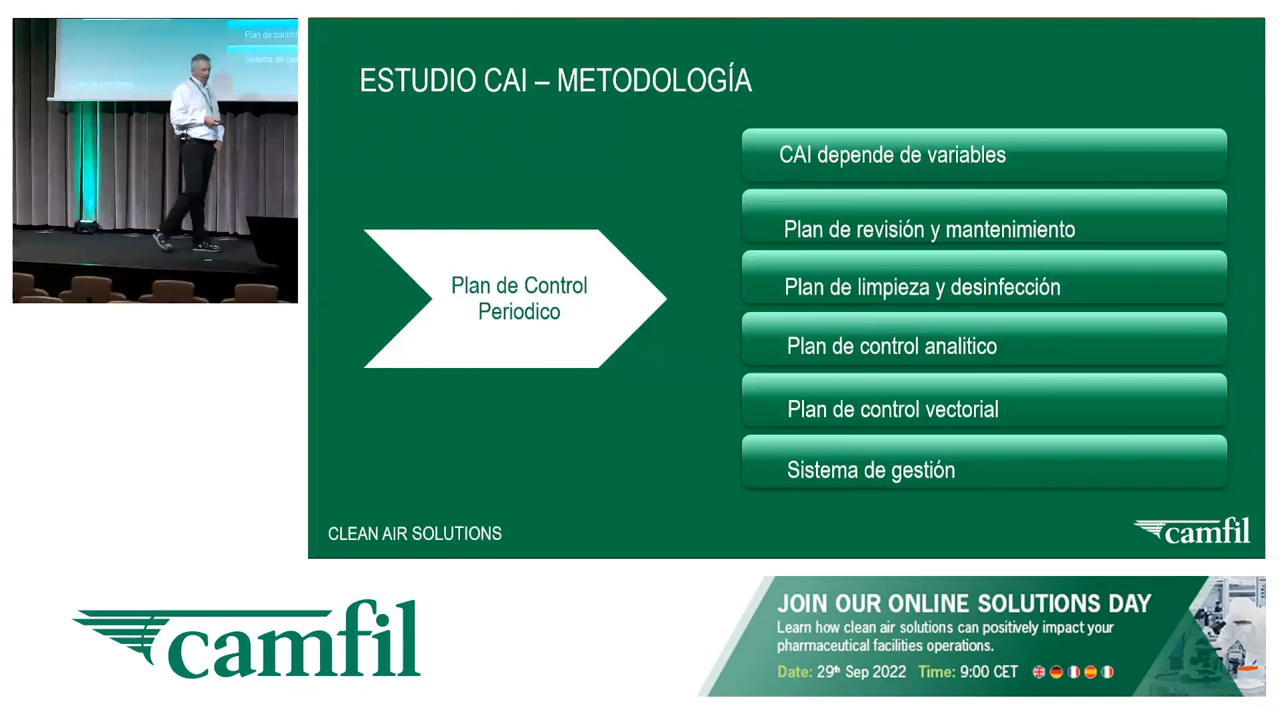 Plan de control
Sistema de ge
ESTUDIO CAI – METODOLOGÍA
CAI depende de variables
Plan de revisión y mantenimiento
Plan de limpieza y desinfección
Plan de control analitico
Plan de control vectorial
Sistema de gestión
Plan de Control
Periodico
CLEAN AIR SOLUTIONS
camfil
camfil
JOIN OUR ONLINE SOLUTIONS DAY
Learn how clean air solutions can positively impact your
pharmaceutical facilities operations.
Date: 29th Sep 2022 Time: 9:00 CET